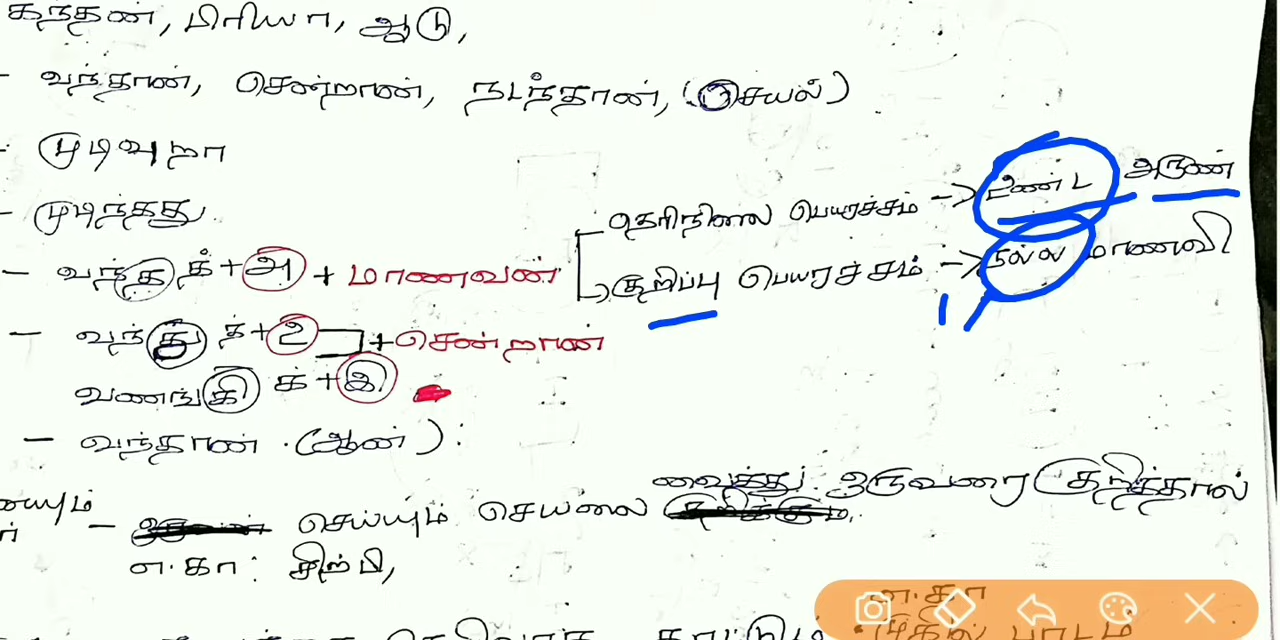 கந்தன், பிரியா, ஆடு,
- வந்தான், சென்றான், நடந்தான், (செயல்)
- முடிவுறா
- முடிந்தது
தெரிநிலை பெயரச்சம் -> உண்ட அருண்
- வந்த த் + அ + மாணவன்
குறிப்பு பெயரச்சம் -> நல்ல மாணவி
- வந்து த் + உ + சென்றான்
வணங்கி க் + இ
- வந்தான் (ஆன்):
வைத்து ஒருவரை குறித்தால்
- செய்யும் செயலை
எ.கா: சிற்பி,
எ.கா